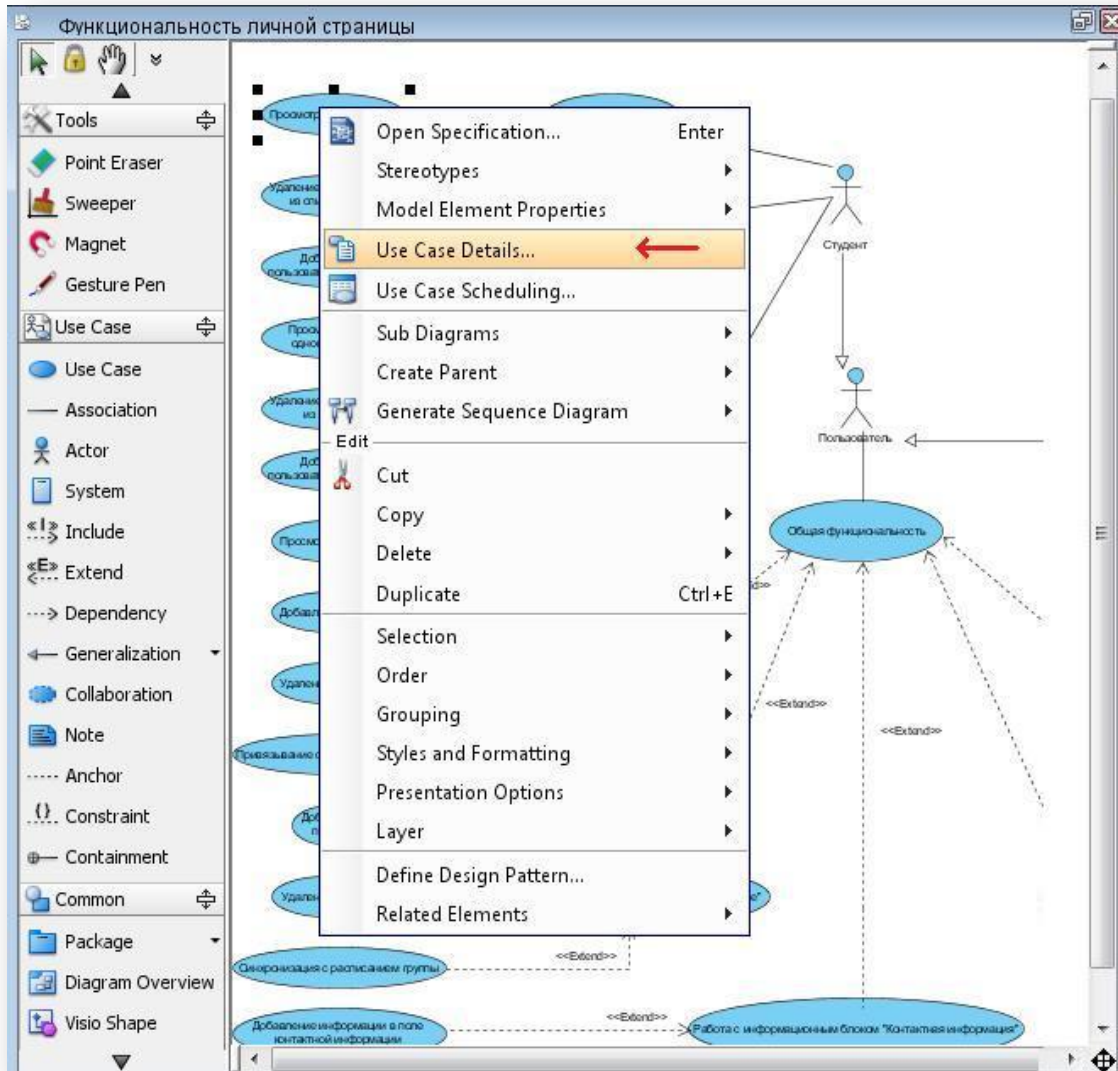 Функциональность личной страницы
Tools
Point Eraser
Sweeper
Magnet
Gesture Pen
Use Case
Use Case
Association
Actor
System
Include
Extend
Dependency
Generalization
Collaboration
Note
Anchor
Constraint
Containment
Common
Package
Diagram Overview
Visio Shape
Open Specification... Enter
Stereotypes
Model Element Properties
Use Case Details...
Use Case Scheduling...
Sub Diagrams
Create Parent
Generate Sequence Diagram
Edit
Cut
Copy
Delete
Duplicate Ctrl+E
Selection
Order
Grouping
Styles and Formatting
Presentation Options
Layer
Define Design Pattern...
Related Elements
Студент
Пользователь
Общая функциональность
<<Extend>>
<<Extend>>
<<Extend>>
Синхронизация с расписанием группы
<<Extend>>
Добавление информации в поле
контактной информации
Работа с информационным блоком "Контактная информация"